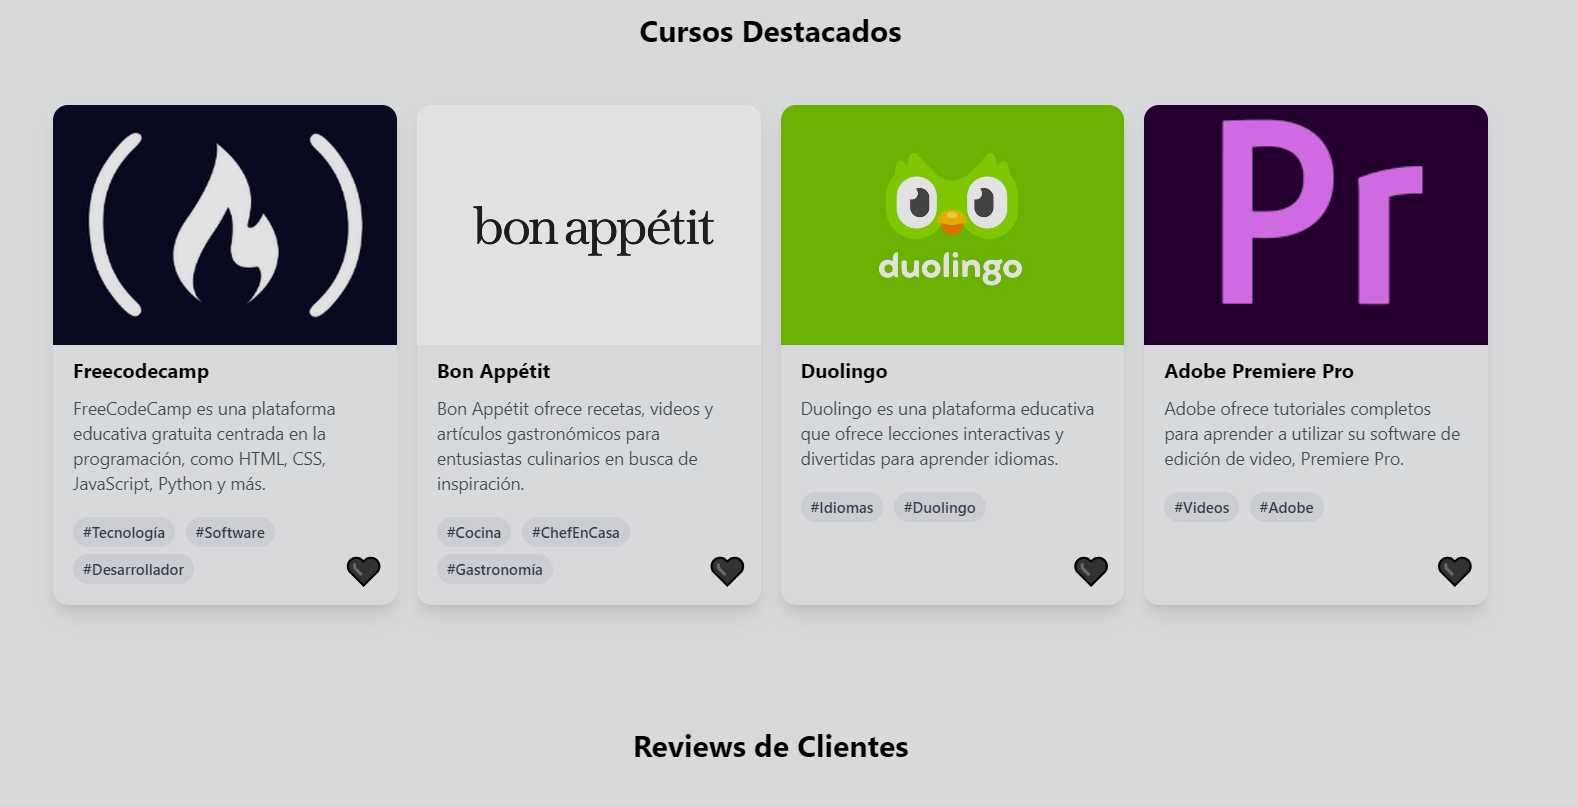 Cursos Destacados
bon appétit
duolingo
Pr
Freecodecamp
FreeCodeCamp es una plataforma
educativa gratuita centrada en la
programación, como HTML, CSS,
JavaScript, Python y más.
#Tecnología #Software
#Desarrollador
Bon Appétit
Bon Appétit ofrece recetas, videos y
artículos gastronómicos para
entusiastas culinarios en busca de
inspiración.
#Cocina #ChefEnCasa
#Gastronomía
Duolingo
Duolingo es una plataforma educativa
que ofrece lecciones interactivas y
divertidas para aprender idiomas.
#Idiomas #Duolingo
Adobe Premiere Pro
Adobe ofrece tutoriales completos
para aprender a utilizar su software de
edición de video, Premiere Pro.
#Videos #Adobe
Reviews de Clientes